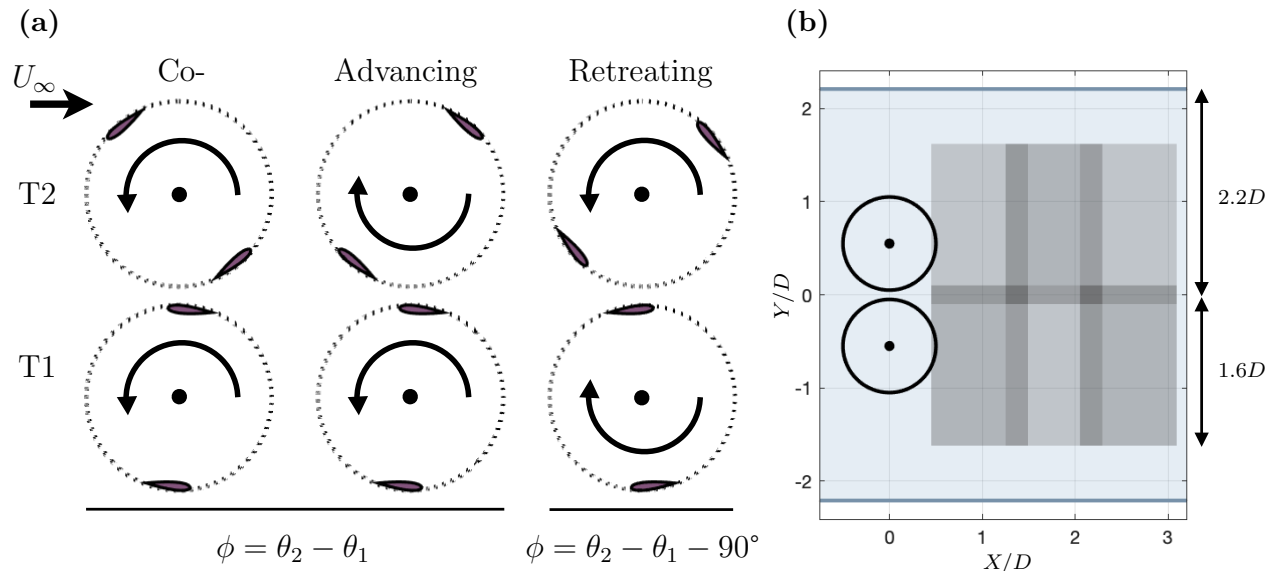 (a)
U∞
Co-
Advancing
Retreating
T2
T1
ϕ = θ₂ − θ₁
ϕ = θ₂ − θ₁ − 90°
(b)
2
1
0
-1
-2
Y/D
0
1
2
3
X/D
2.2D
1.6D